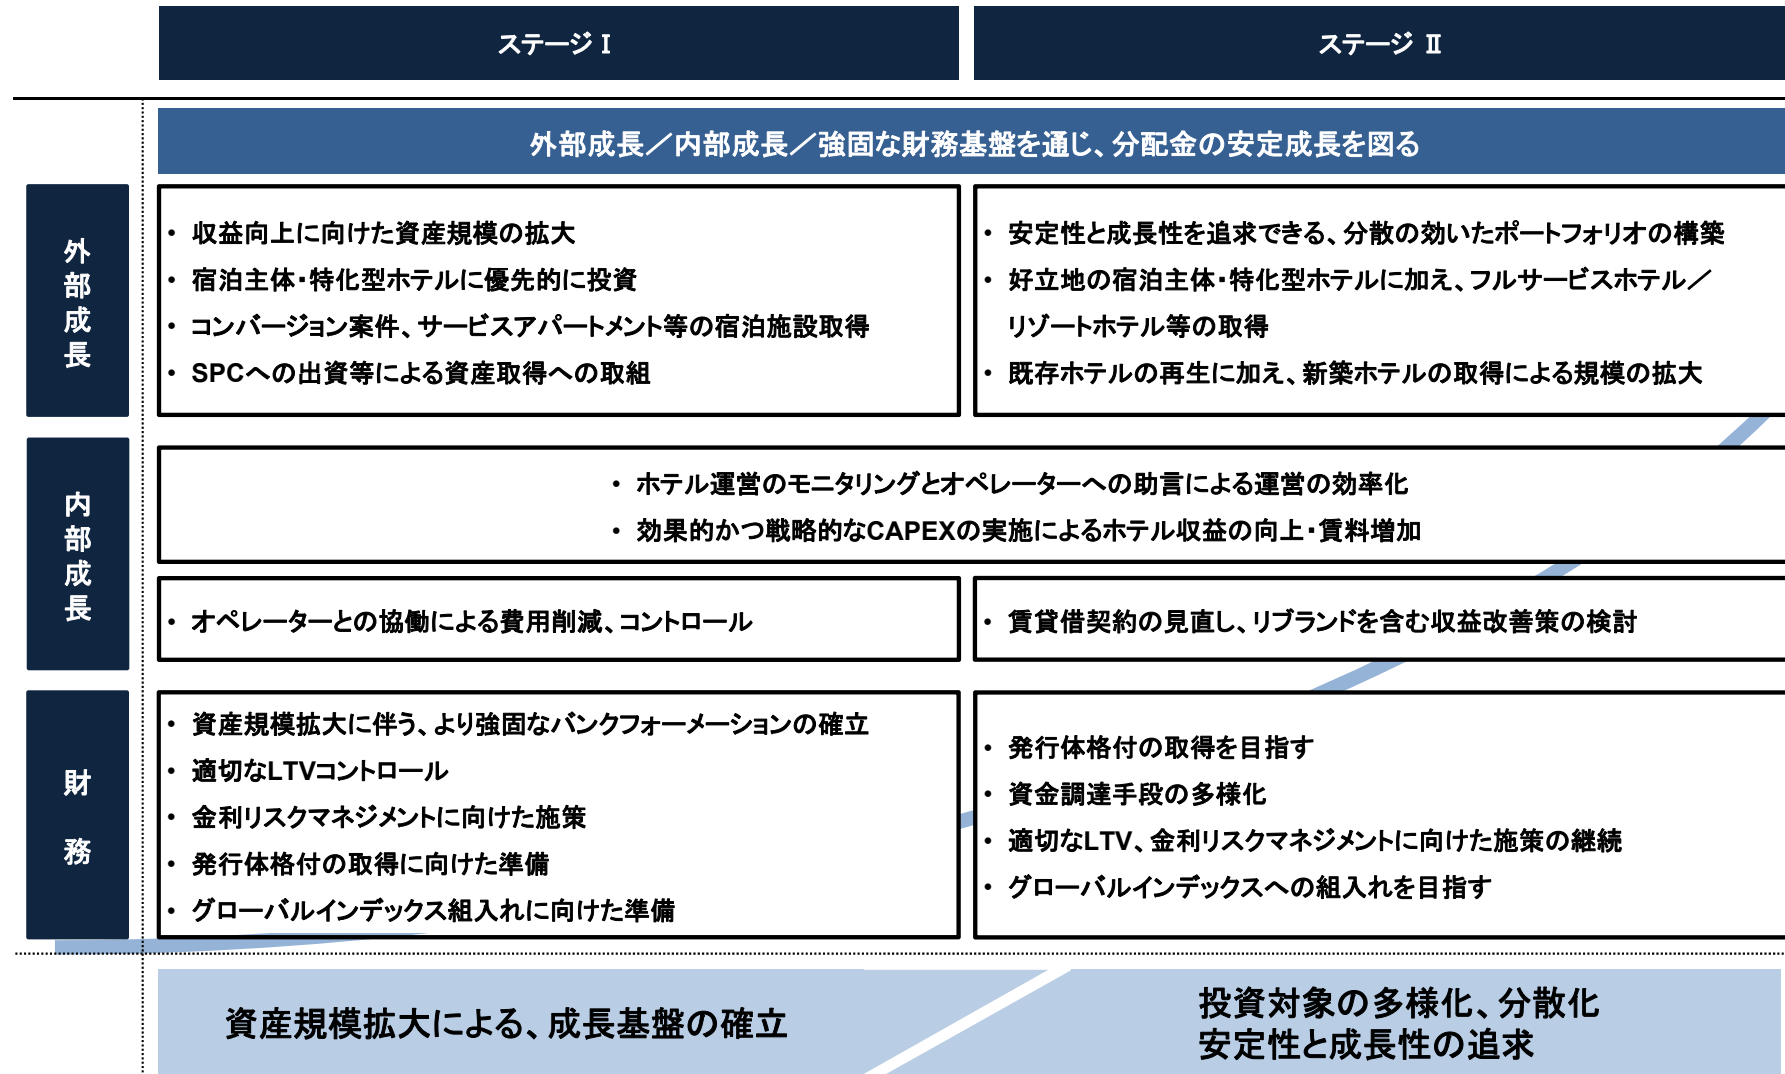 ステージ Ⅰ
ステージ Ⅱ
外部成長／内部成長／強固な財務基盤を通じ、分配金の安定成長を図る
外部成長
・ 収益向上に向けた資産規模の拡大
・ 宿泊主体・特化型ホテルに優先的に投資
・ コンバージョン案件、サービスアパートメント等の宿泊施設取得
・ SPCへの出資等による資産取得への取組
・ 安定性と成長性を追求できる、分散の効いたポートフォリオの構築
・ 好立地の宿泊主体・特化型ホテルに加え、フルサービスホテル／
リゾートホテル等の取得
・ 既存ホテルの再生に加え、新築ホテルの取得による規模の拡大
内部成長
・ ホテル運営のモニタリングとオペレーターへの助言による運営の効率化
・ 効果的かつ戦略的なCAPEXの実施によるホテル収益の向上・賃料増加
・ オペレーターとの協働による費用削減、コントロール
・ 賃貸借契約の見直し、リブランドを含む収益改善策の検討
財務
・ 資産規模拡大に伴う、より強固なバンクフォーメーションの確立
・ 適切なLTVコントロール
・ 金利リスクマネジメントに向けた施策
・ 発行体格付の取得に向けた準備
・ グローバルインデックス組入れに向けた準備
・ 発行体格付の取得を目指す
・ 資金調達手段の多様化
・ 適切なLTV、金利リスクマネジメントに向けた施策の継続
・ グローバルインデックスへの組入れを目指す
資産規模拡大による、成長基盤の確立
投資対象の多様化、分散化
安定性と成長性の追求